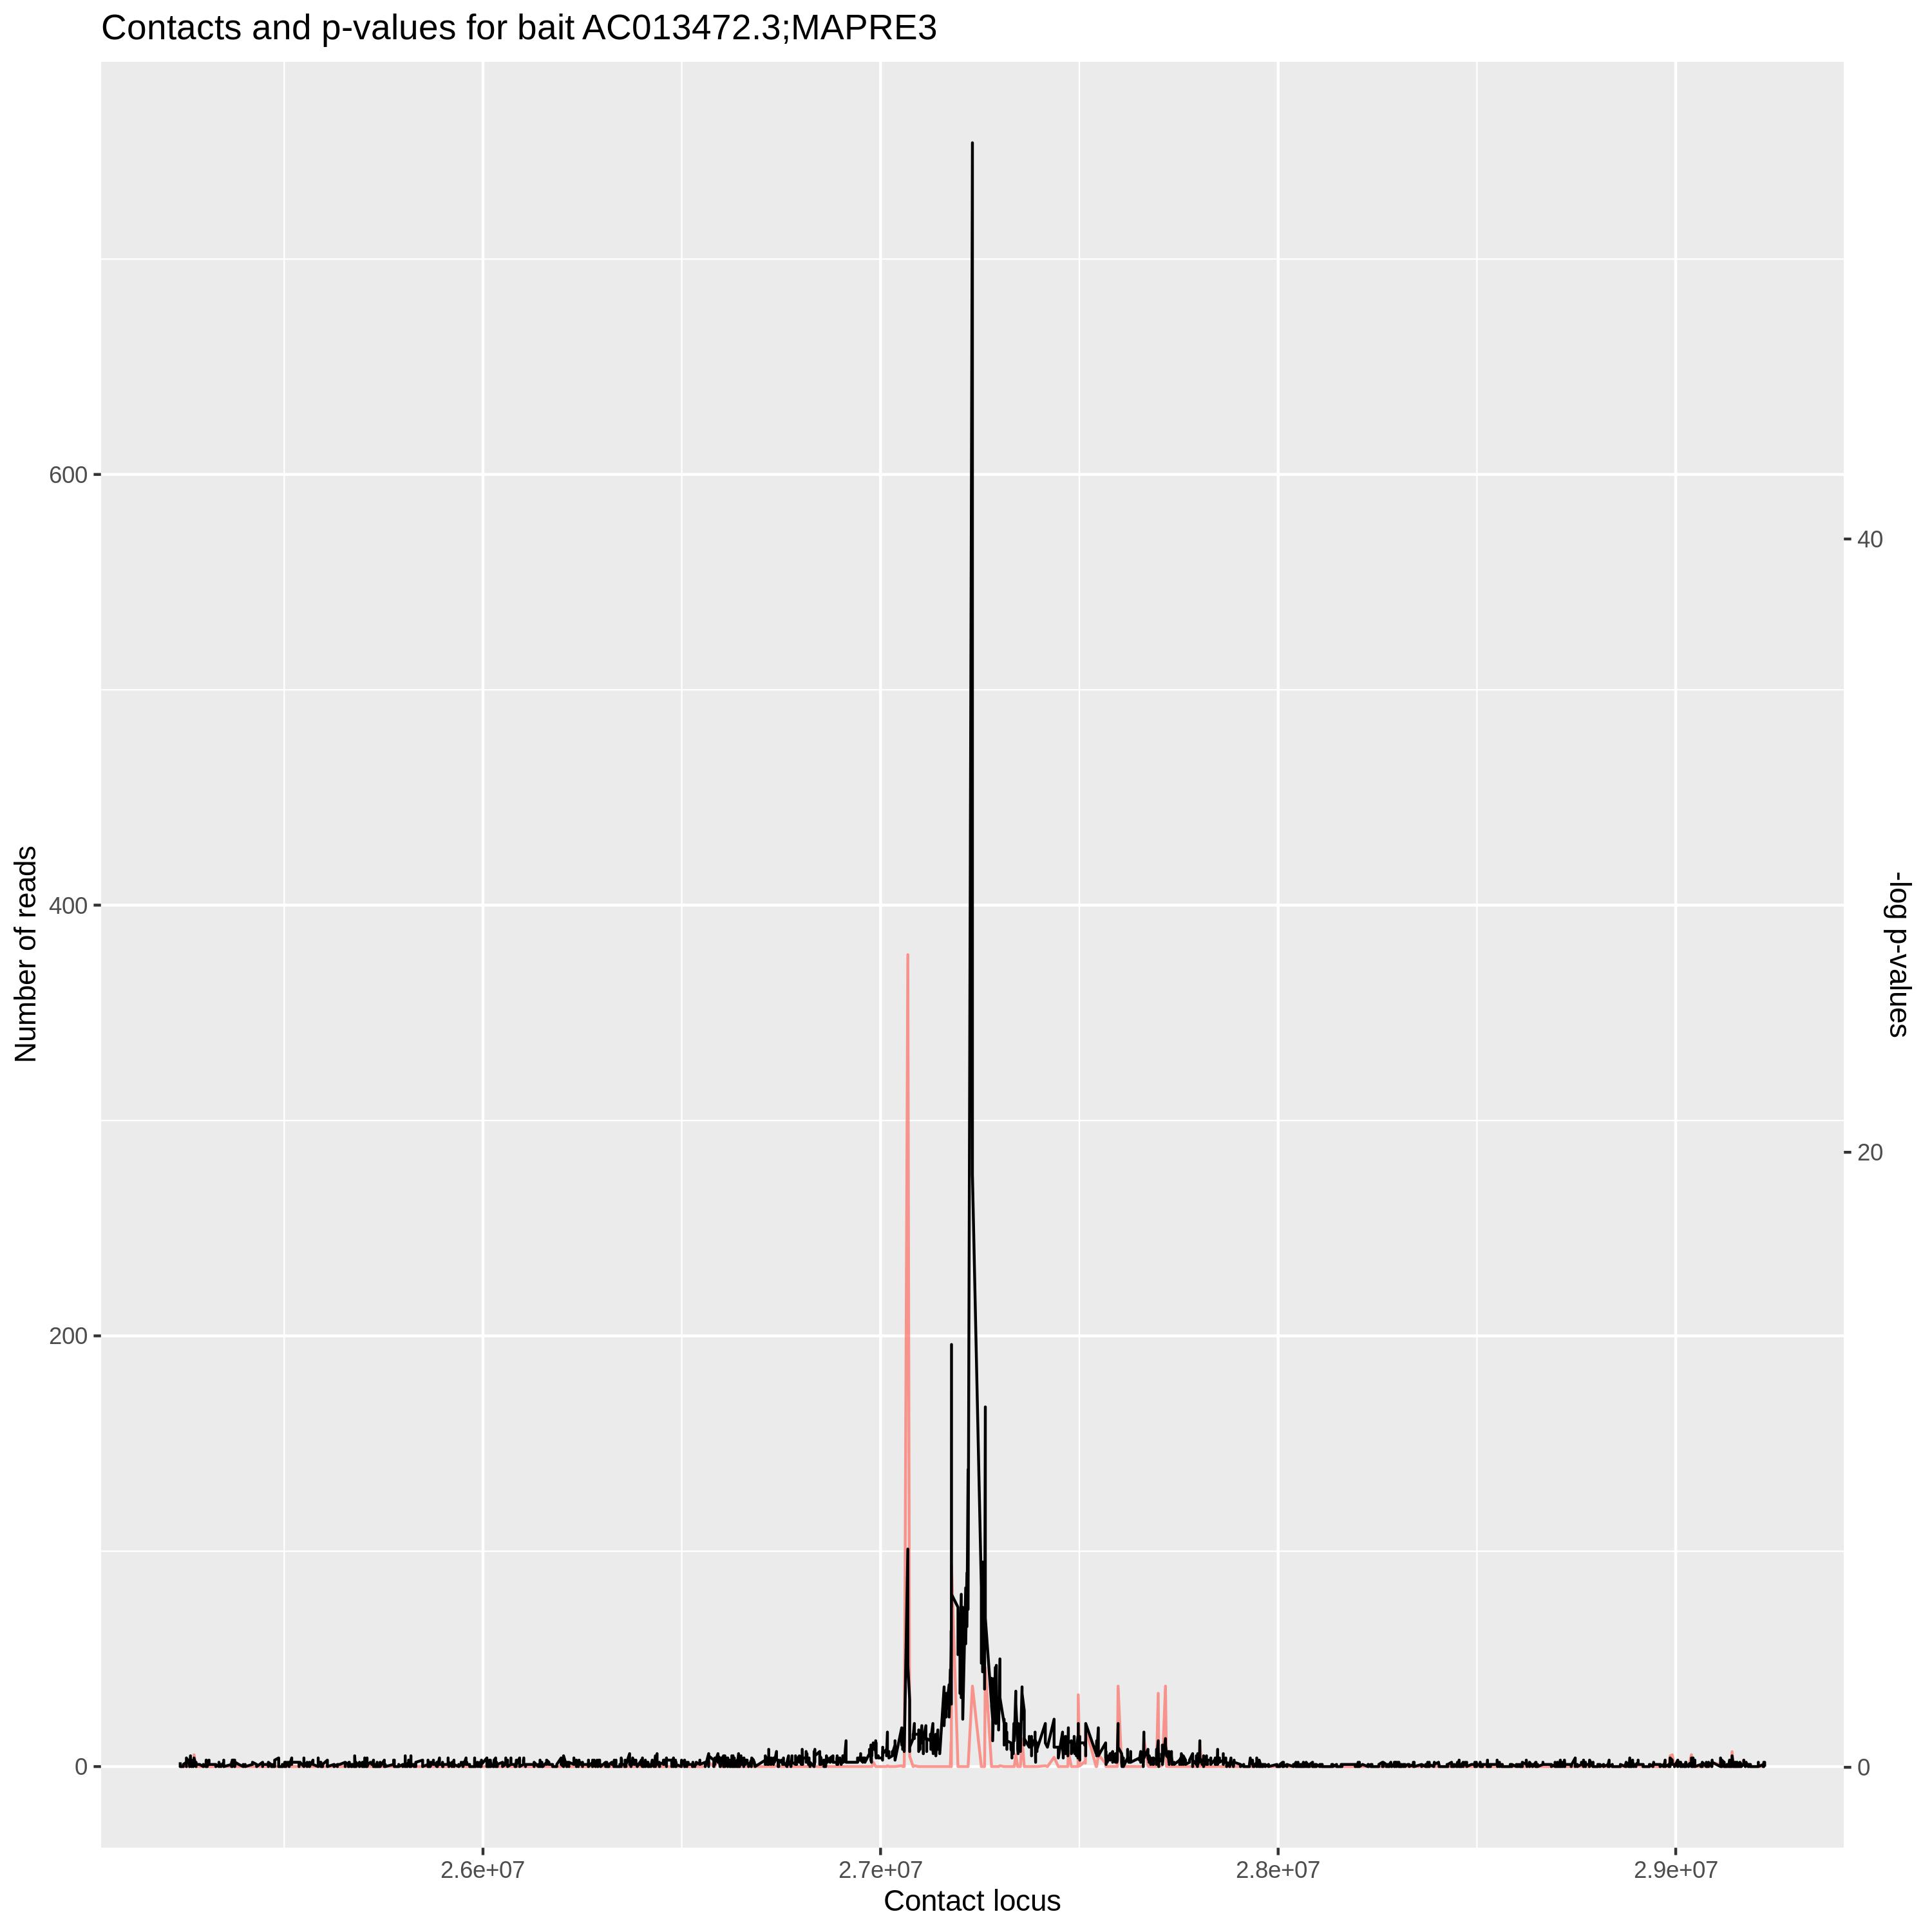 Contacts and p-values for bait AC013472.3;MAPRE3
600
400
200
0
Number of reads
40
20
0
-log p-values
2.6e+07
2.7e+07
2.8e+07
2.9e+07
Contact locus